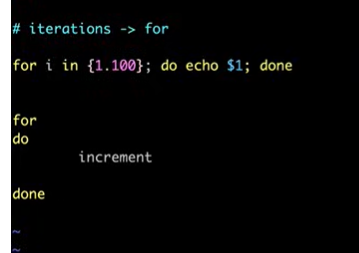 # iterations -> for
for i in {1.100}; do echo $1; done
for
do
increment
done
~
~